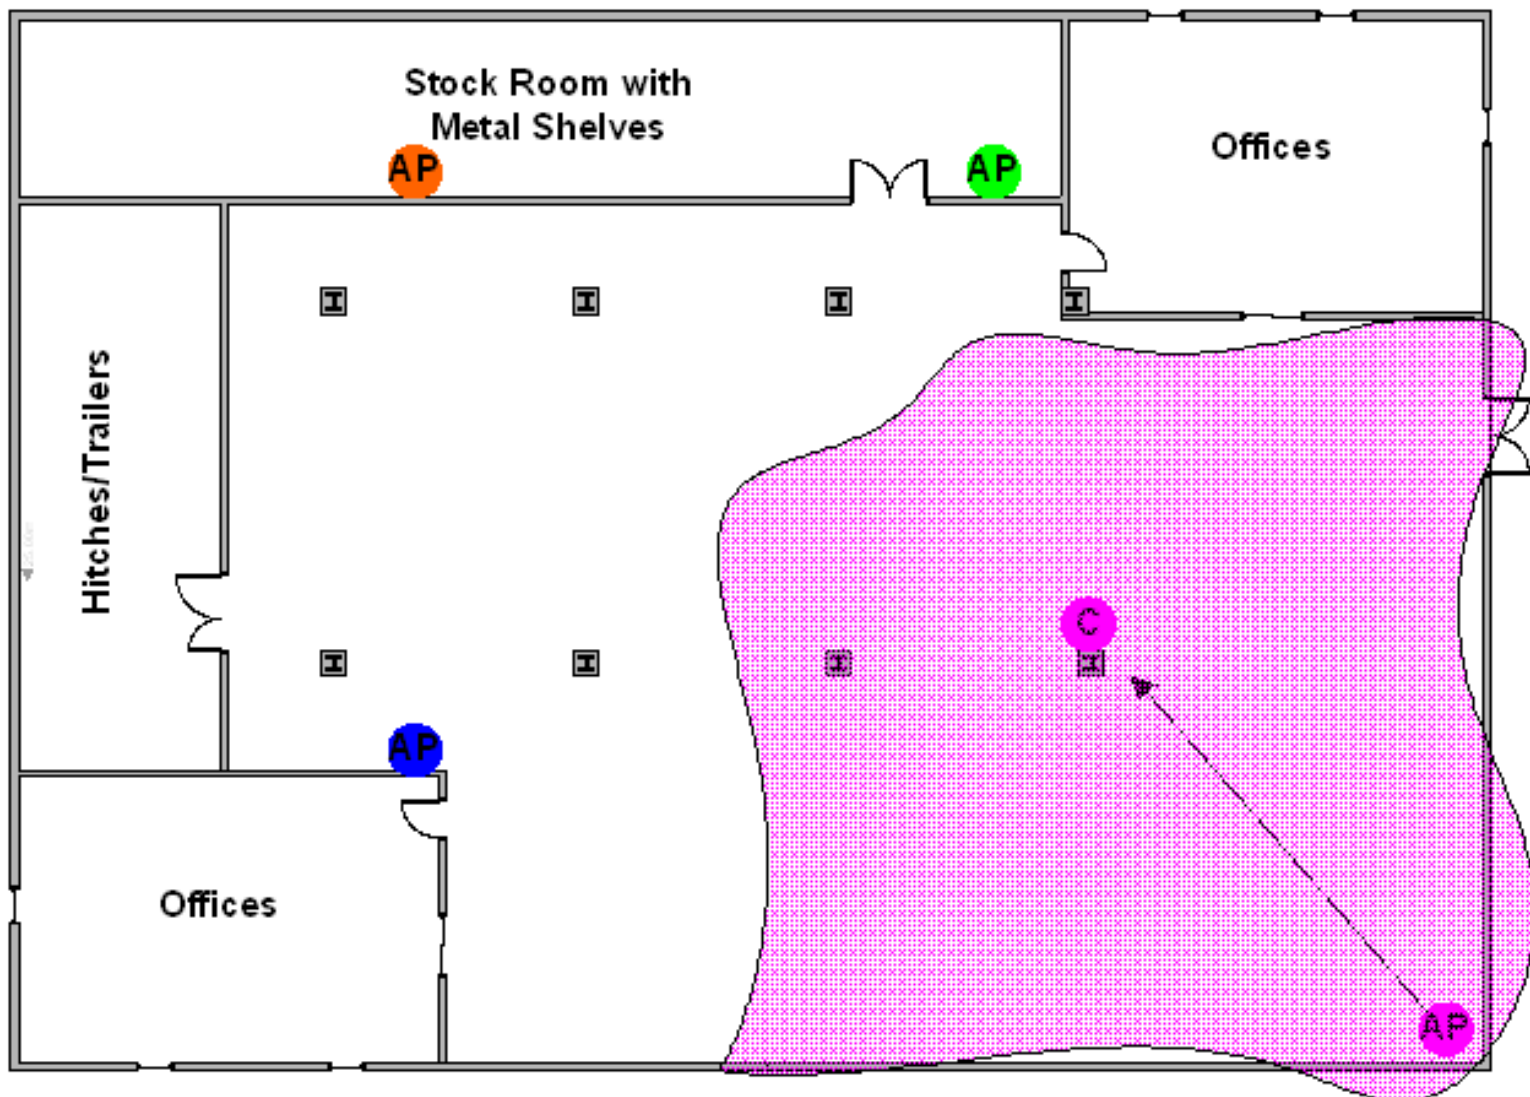 Stock Room with
Metal Shelves
AP
AP
Offices
I
I
I
I
Hitches/Trailers
C
I
I
I
I
AP
Offices
AP